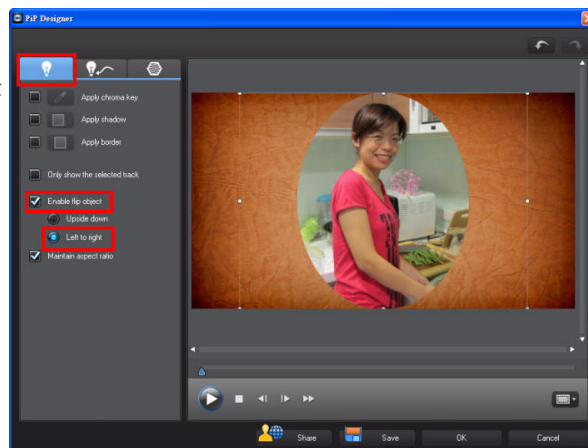 PiP Designer
Apply chroma key
Apply shadow
Apply border
Only show the selected track
Enable flip object
Upside down
Left to right
Maintain aspect ratio
Share
Save
OK
Cancel